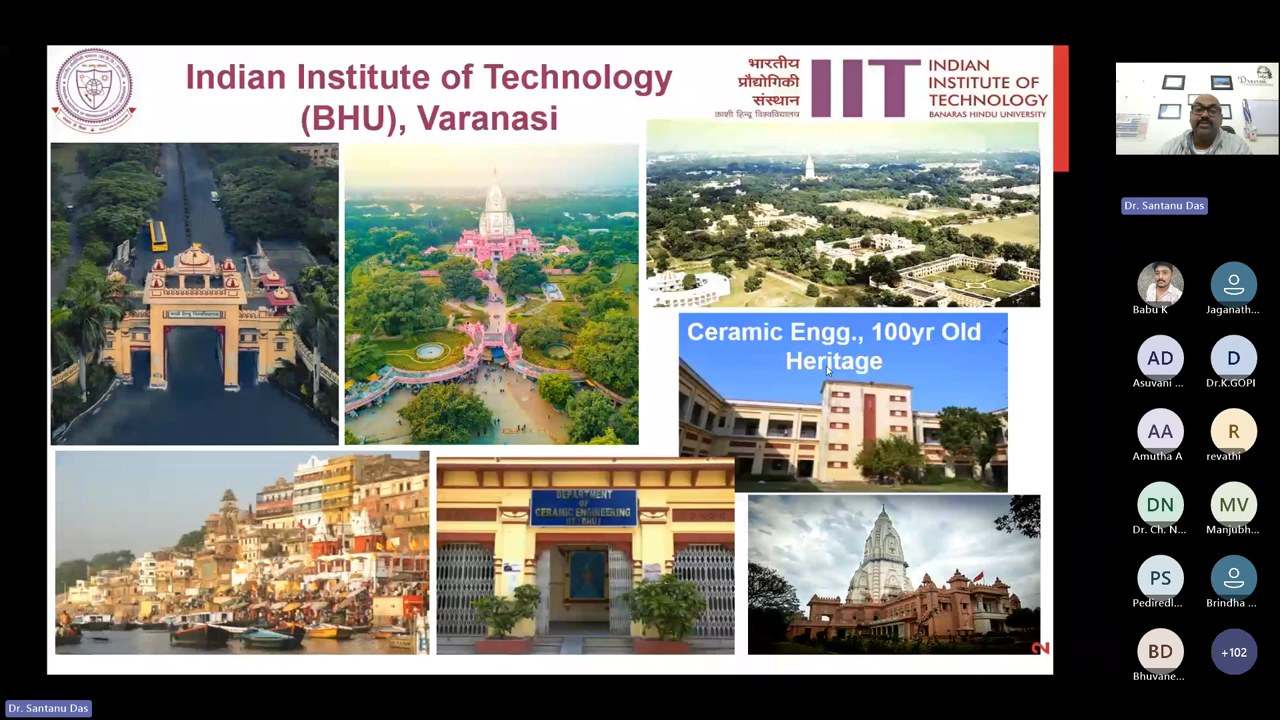 Indian Institute of Technology
(BHU), Varanasi
भारतीय
प्रौद्योगिकी
संस्थान
काशी हिन्दू विश्वविद्यालय
IIT
INDIAN
INSTITUTE OF
TECHNOLOGY
BANARAS HINDU UNIVERSITY
Ceramic Engg., 100yr Old
Heritage
DEPARTMENT
OF
CERAMIC ENGINEERING
IIT (BHU)
2
Dr. Santanu Das
Babu K
Jaganath...
AD
Asuvani ...
D
Dr.K.GOPI
AA
Amutha A
R
revathi
DN
Dr. Ch. N...
MV
Manjubh...
PS
Pediredl...
Brindha ...
BD
Bhuvane...
+102
Dr. Santanu Das